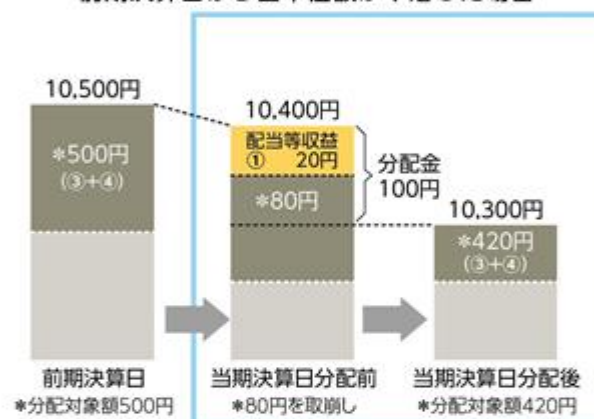 10,500円
*500円
(③+④)
10,400円
配当等収益
① 20円
*80円
分配金
100円
10,300円
*420円
(③+④)
前期決算日
*分配対象額500円
当期決算日分配前
*80円を取崩し
当期決算日分配後
*分配対象額420円